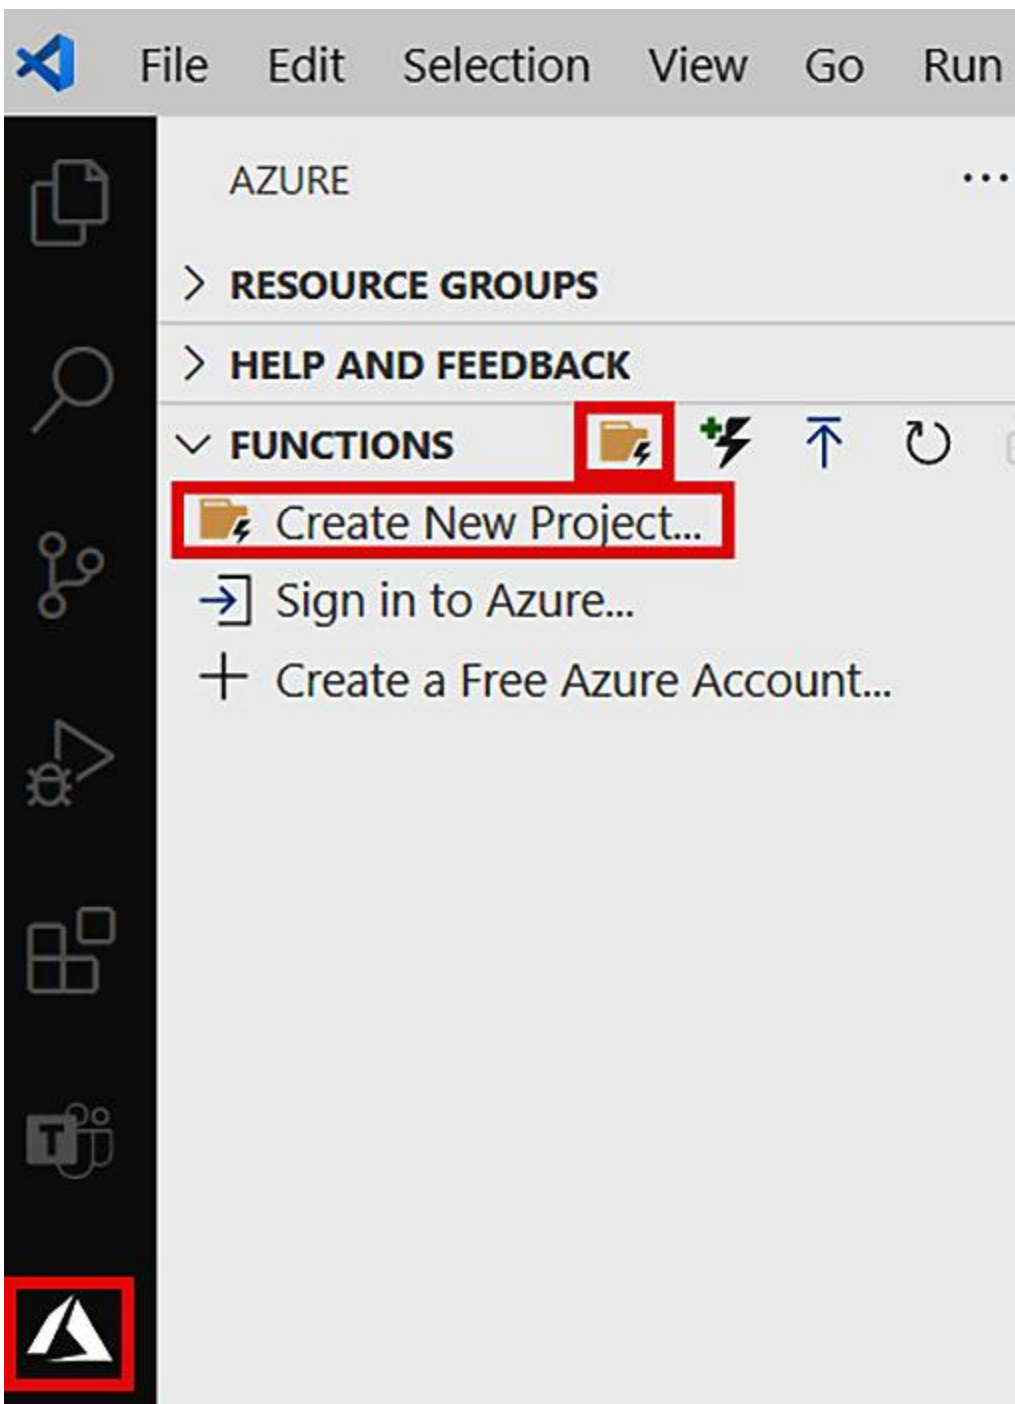 File Edit Selection View Go Run
AZURE
RESOURCE GROUPS
HELP AND FEEDBACK
FUNCTIONS
Create New Project...
Sign in to Azure...
Create a Free Azure Account...
T